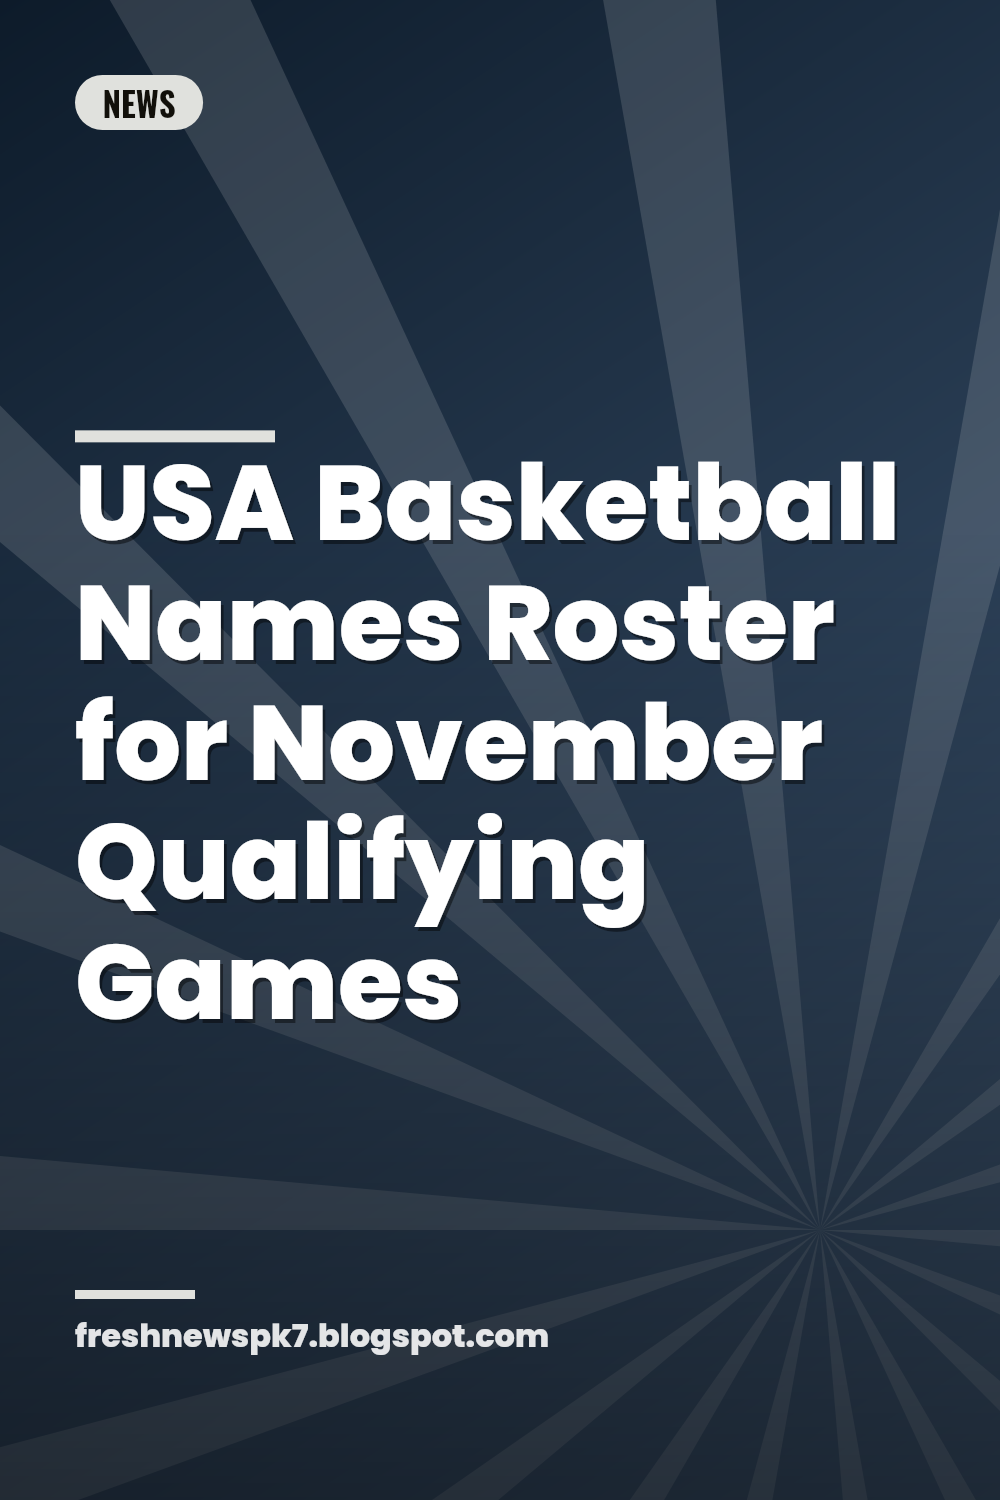 NEWS
USA Basketball
Names Roster
for November
Qualifying
Games
freshnewspk7.blogspot.com